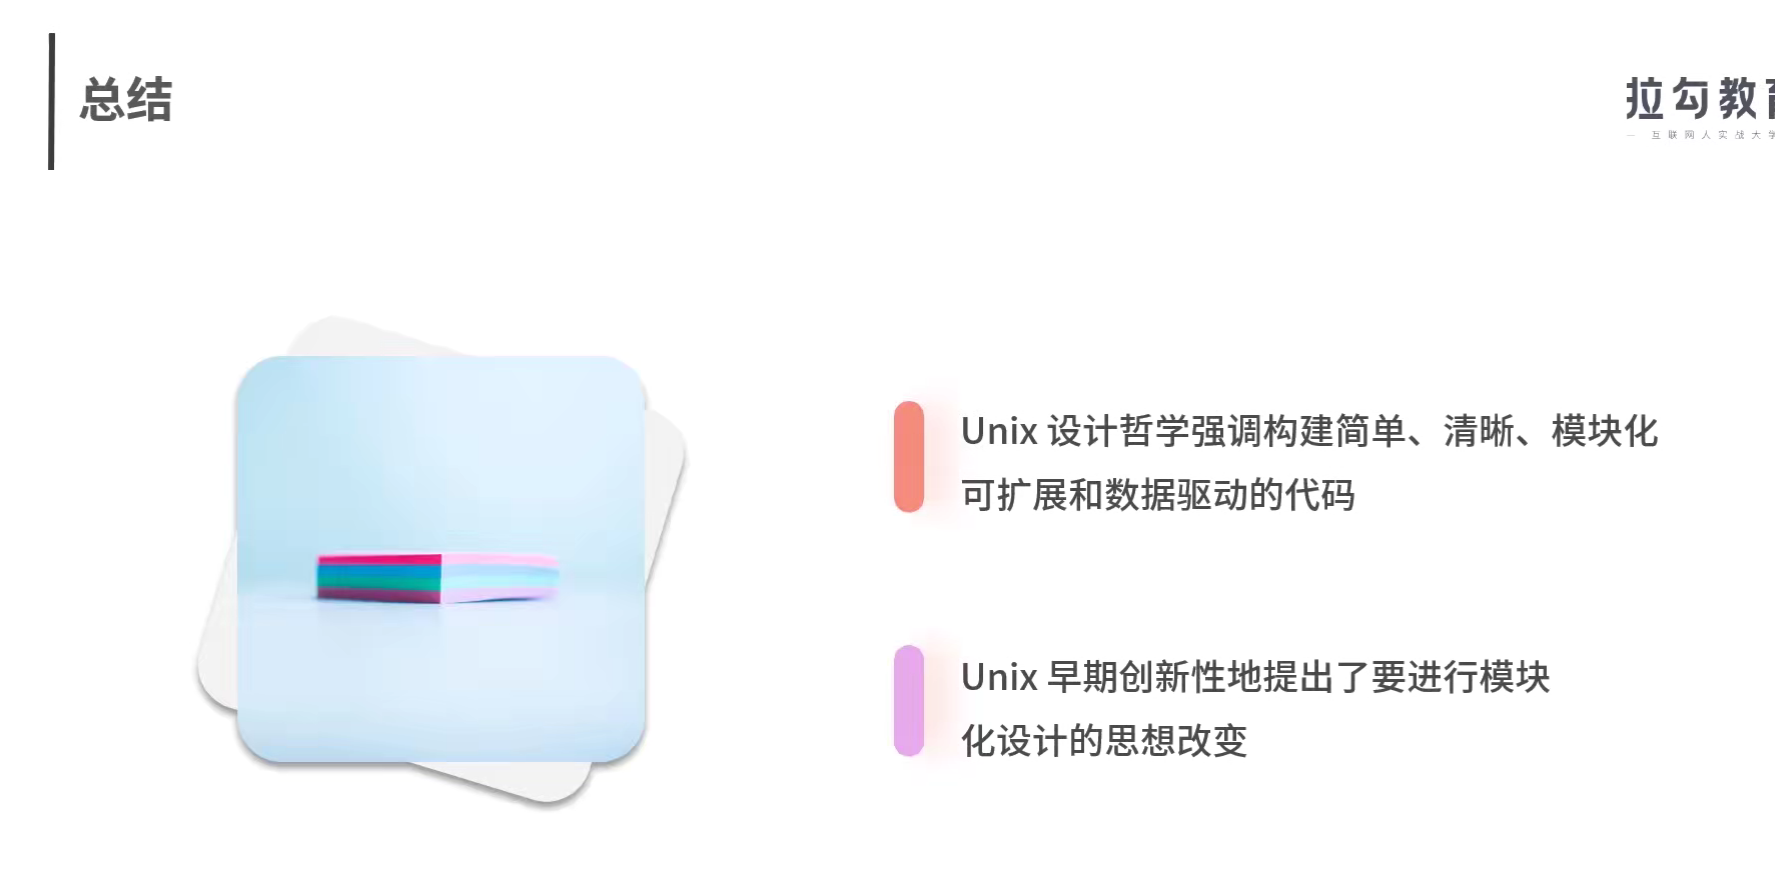 总结
拉勾教育
互联网人实战大学
Unix 设计哲学强调构建简单、清晰、模块化
可扩展和数据驱动的代码
Unix 早期创新性地提出了要进行模块
化设计的思想改变